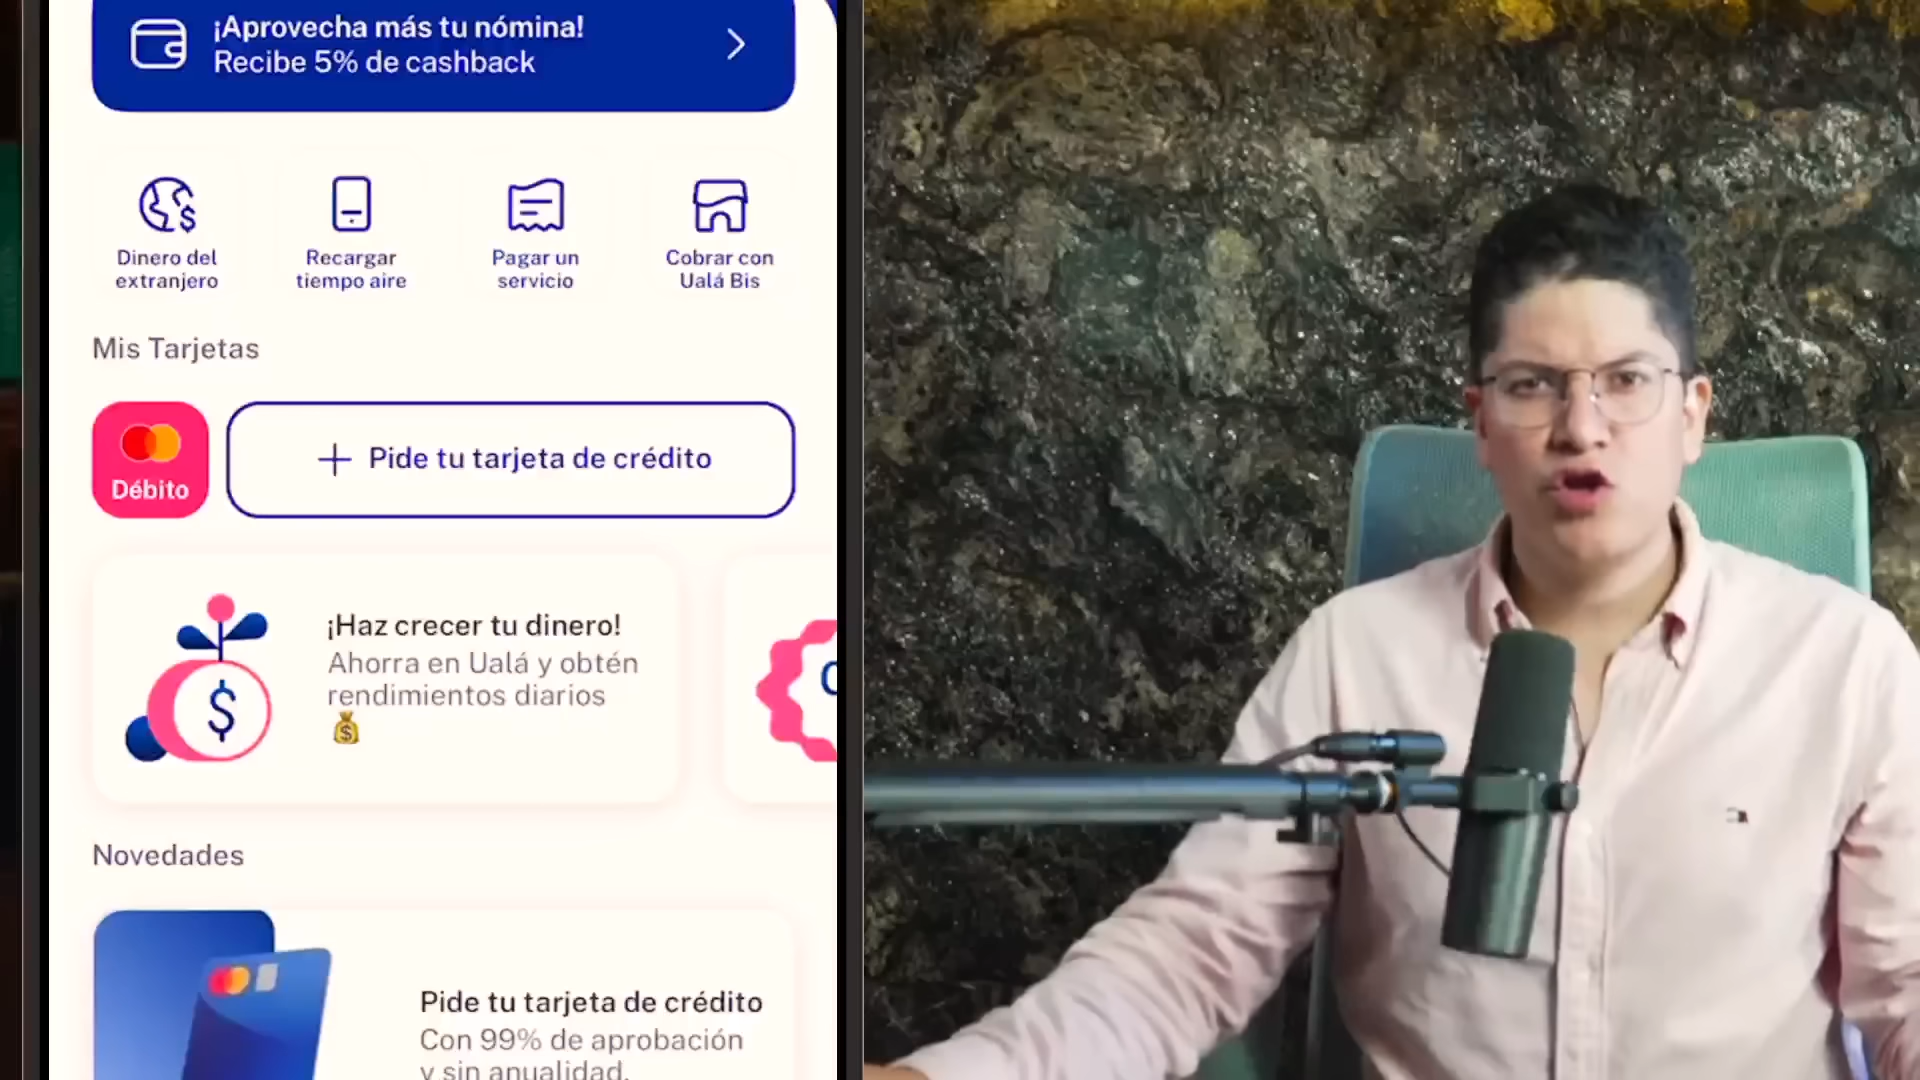 ¡Aprovecha más tu nómina!
Recibe 5% de cashback
Dinero del
extranjero
Recargar
tiempo aire
Pagar un
servicio
Cobrar con
Ualá Bis
Mis Tarjetas
Débito
Pide tu tarjeta de crédito
¡Haz crecer tu dinero!
Ahorra en Ualá y obtén
rendimientos diarios
Novedades
Pide tu tarjeta de crédito
Con 99% de aprobación
y sin anualidad.